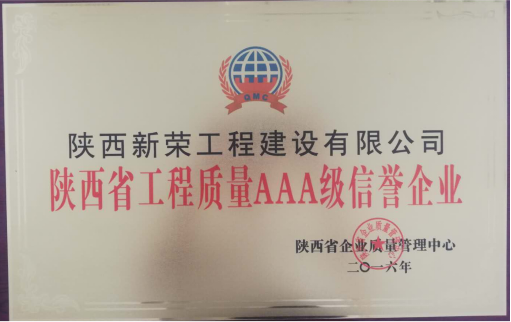 QMC
陕西新荣工程建设有限公司
陕西省工程质量AAA级信誉企业
陕西省企业质量管理中心
二〇一六年